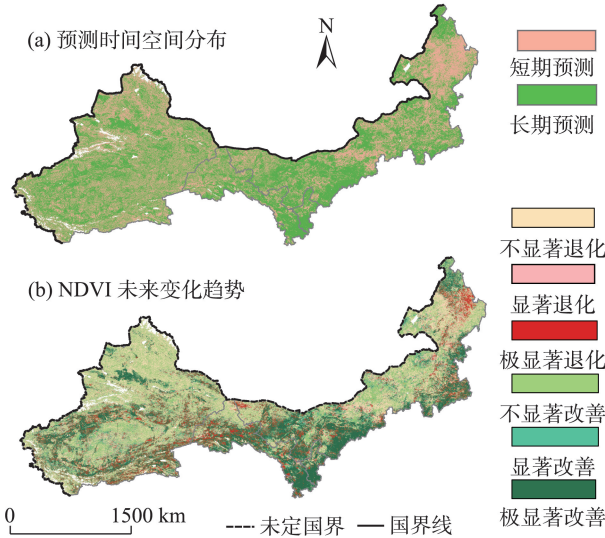 (a) 预测时间空间分布
N
短期预测
长期预测
不显著退化
(b) NDVI 未来变化趋势
显著退化
极显著退化
不显著改善
显著改善
极显著改善
0 1500 km
未定国界 国界线